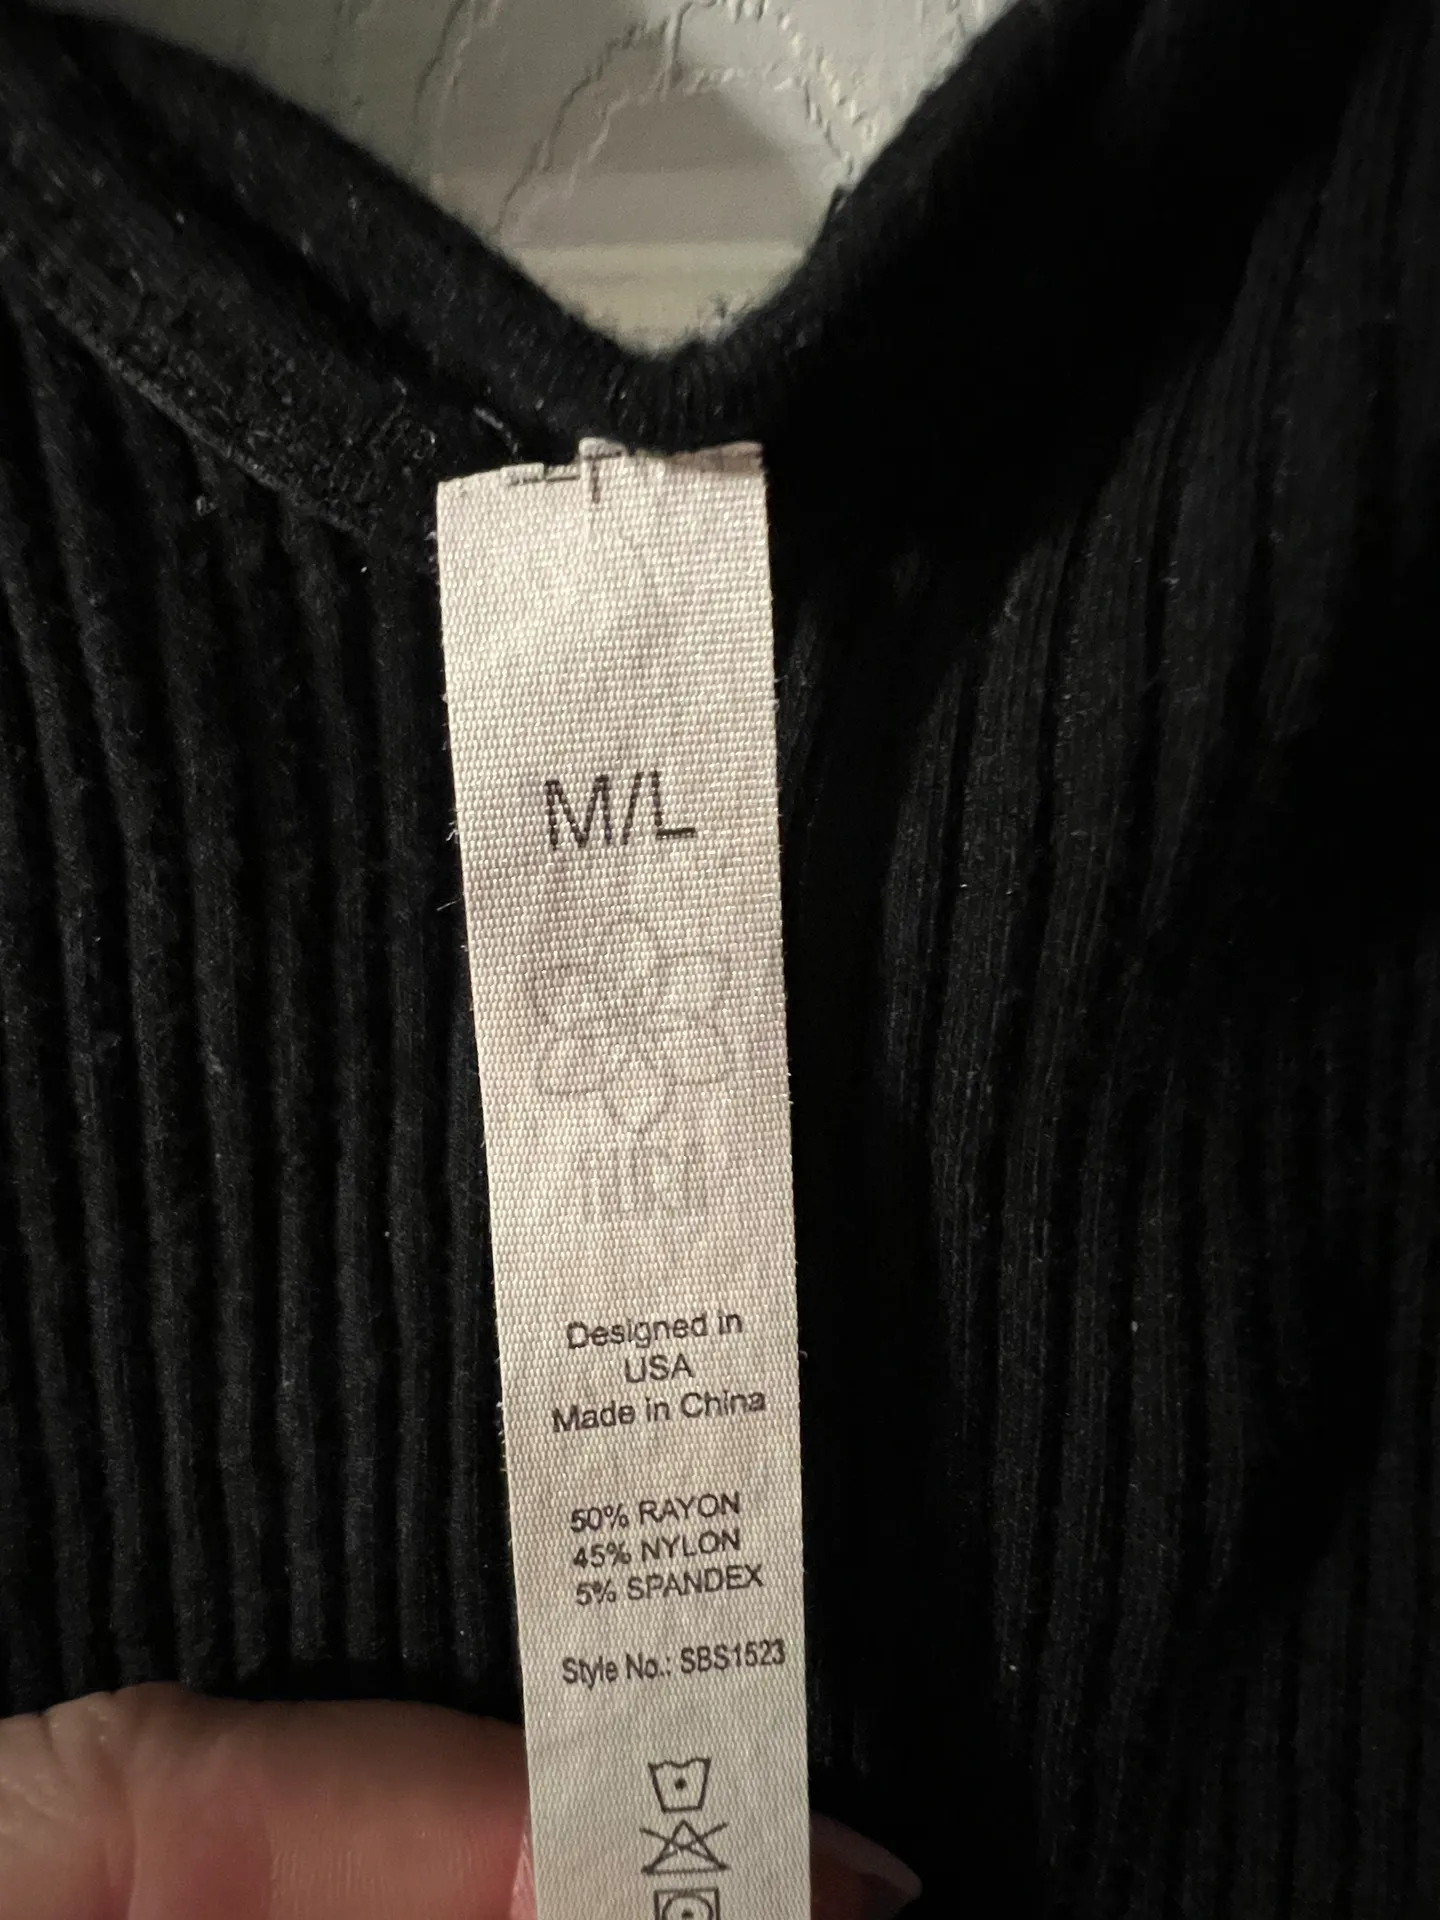 M/L
Designed in
USA
Made in China
50% RAYON
45% NYLON
5% SPANDEX
Style No.: SBS1523